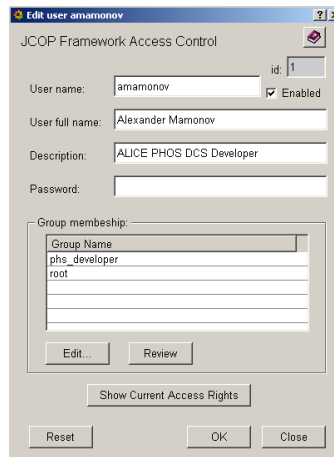 Edit user amamonov
JCOP Framework Access Control
id: 1
User name: amamonov
Enabled
User full name: Alexander Mamonov
Description: ALICE PHOS DCS Developer
Password:
Group membeship:
Group Name
phs_developer
root
Edit... Review
Show Current Access Rights
Reset OK Close